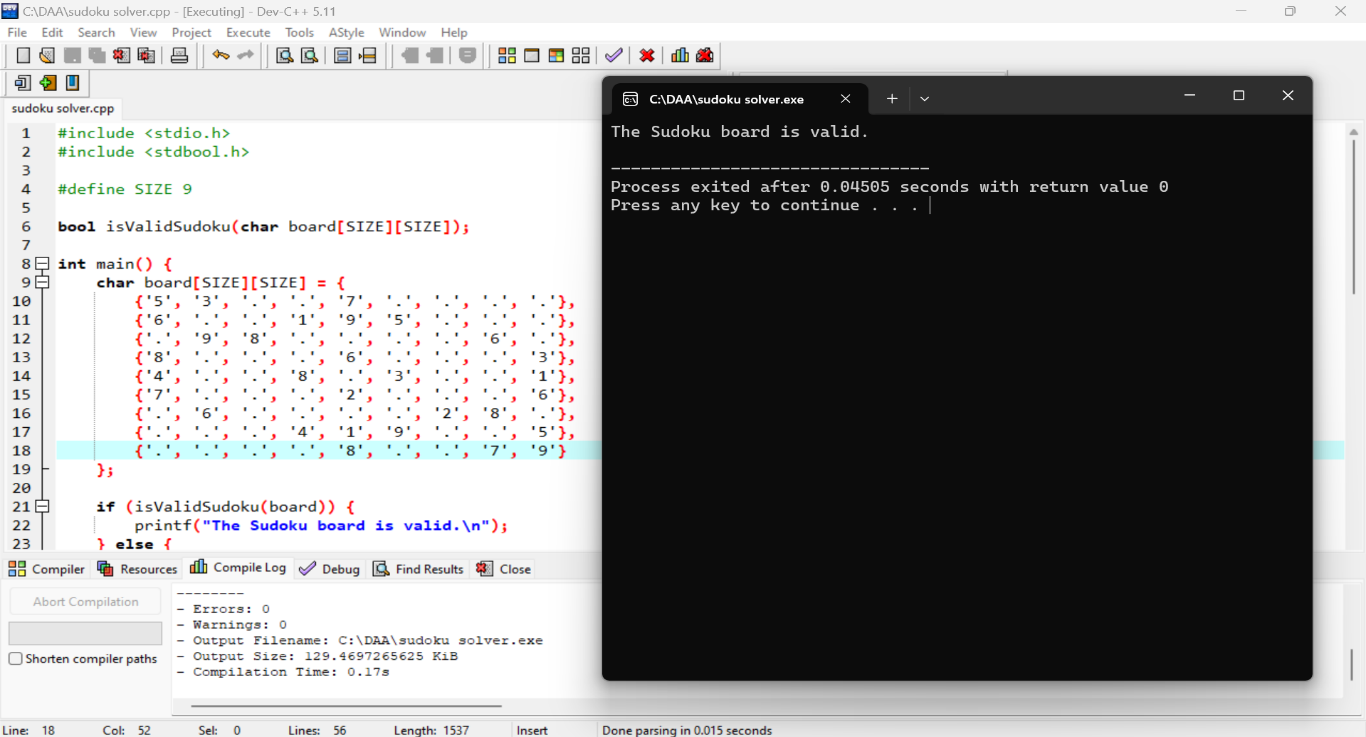 C:\DAA\sudoku solver.cpp - [Executing] - Dev-C++ 5.11
File Edit Search View Project Execute Tools AStyle Window Help
sudoku solver.cpp
1 #include <stdio.h>
2 #include <stdbool.h>
3
4 #define SIZE 9
5
6 bool isValidSudoku(char board[SIZE][SIZE]);
7
8 int main() {
9 char board[SIZE][SIZE] = {
10 {'5', '3', '.', '.', '7', '.', '.', '.', '.'},
11 {'6', '.', '.', '1', '9', '5', '.', '.', '.'},
12 {'.', '9', '8', '.', '.', '.', '.', '6', '.'},
13 {'8', '.', '.', '.', '6', '.', '.', '.', '3'},
14 {'4', '.', '.', '8', '.', '3', '.', '.', '1'},
15 {'7', '.', '.', '.', '2', '.', '.', '.', '6'},
16 {'.', '6', '.', '.', '.', '.', '2', '8', '.'},
17 {'.', '.', '.', '4', '1', '9', '.', '.', '5'},
18 {'.', '.', '.', '.', '8', '.', '.', '7', '9'}
19 };
20
21 if (isValidSudoku(board)) {
22 printf("The Sudoku board is valid.\n");
23 } else {
C:\DAA\sudoku solver.exe
The Sudoku board is valid.
--------------------------------
Process exited after 0.04505 seconds with return value 0
Press any key to continue . . .
Compiler Resources Compile Log Debug Find Results Close
Abort Compilation
Shorten compiler paths
--------
- Errors: 0
- Warnings: 0
- Output Filename: C:\DAA\sudoku solver.exe
- Output Size: 129.4697265625 KiB
- Compilation Time: 0.17s
Line: 18 Col: 52 Sel: 0 Lines: 56 Length: 1537 Insert Done parsing in 0.015 seconds